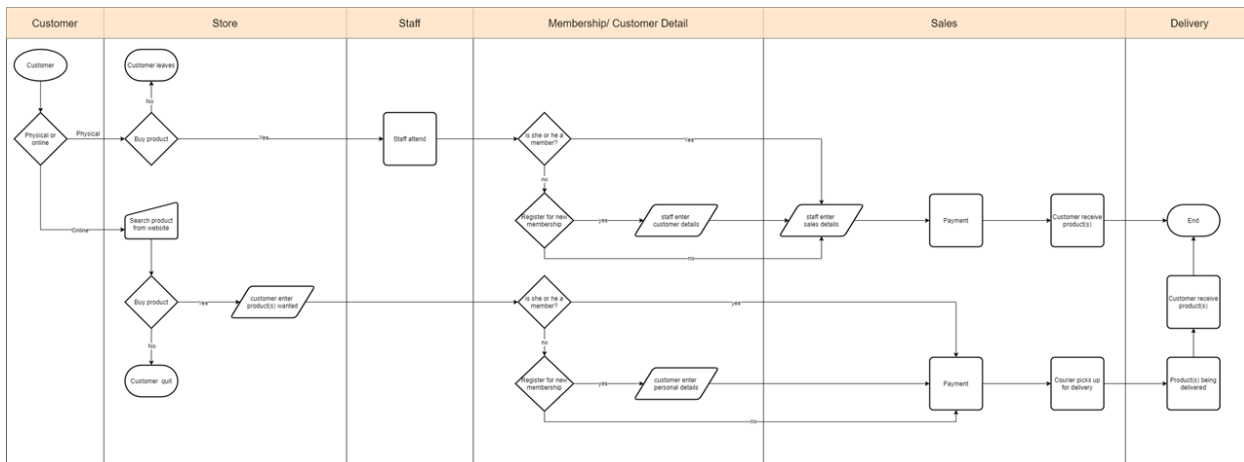 Customer
Store
Staff
Membership/ Customer Detail
Sales
Delivery
Customer
Customer leaves
No
Physical or
online
Physical
Buy product
Yes
Staff attend
is she or he a
member?
Yes
no
Search product
from website
Online
Register for new
membership
yes
staff enter
customer details
staff enter
sales details
Payment
Customer receive
product(s)
End
no
Buy product
Yes
customer enter
product(s) wanted
is she or he a
member?
yes
Customer receive
product(s)
No
no
Customer quit
Register for new
membership
yes
customer enter
personal details
Payment
Courier picks up
for delivery
Product(s) being
delivered
no